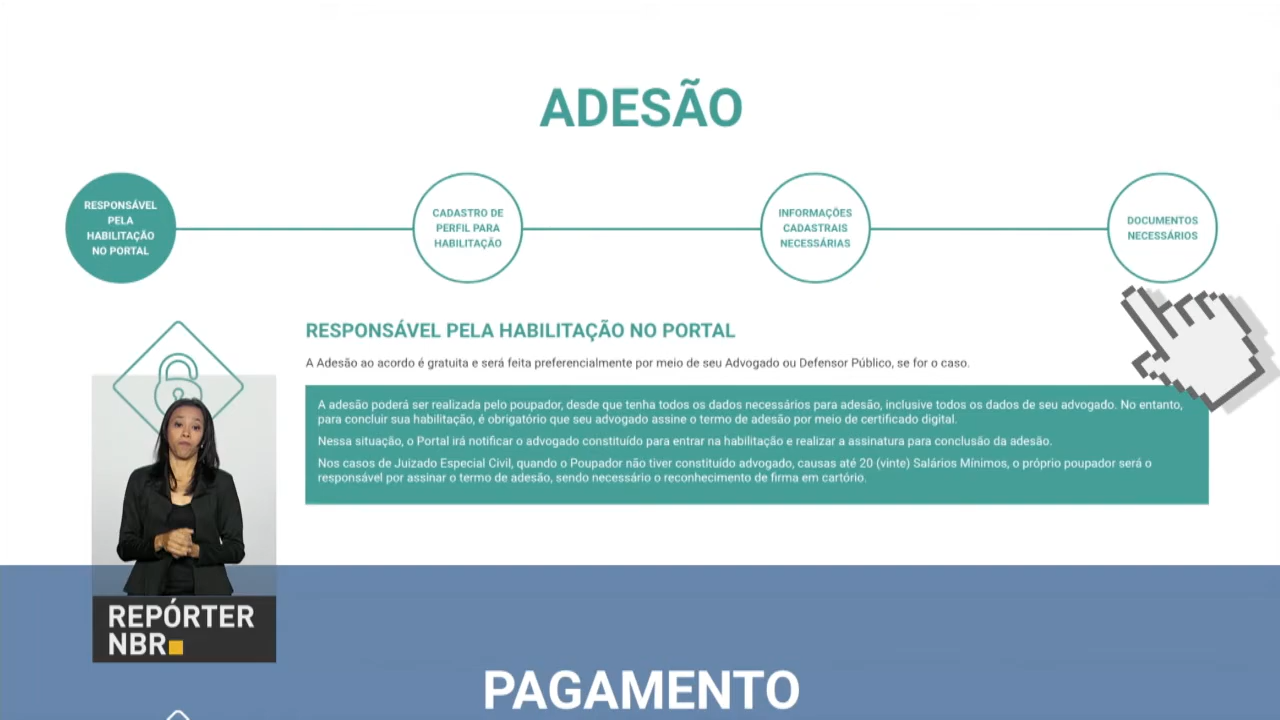 ADESÃO
RESPONSÁVEL
PELA
HABILITAÇÃO
NO PORTAL
CADASTRO DE
PERFIL PARA
HABILITAÇÃO
INFORMAÇÕES
CADASTRAIS
NECESSÁRIAS
DOCUMENTOS
NECESSÁRIOS
RESPONSÁVEL PELA HABILITAÇÃO NO PORTAL
A Adesão ao acordo é gratuita e será feita preferencialmente por meio de seu Advogado ou Defensor Público, se for o caso.
A adesão poderá ser realizada pelo poupador, desde que tenha todos os dados necessários para adesão, inclusive todos os dados de seu advogado. No entanto,
para concluir sua habilitação, é obrigatório que seu advogado assine o termo de adesão por meio de certificado digital.
Nessa situação, o Portal irá notificar o advogado constituído para entrar na habilitação e realizar a assinatura para conclusão da adesão.
Nos casos de Juizado Especial Civil, quando o Poupador não tiver constituído advogado, causas até 20 (vinte) Salários Mínimos, o próprio poupador será o
responsável por assinar o termo de adesão, sendo necessário o reconhecimento de firma em cartório.
REPÓRTER
NBR
PAGAMENTO